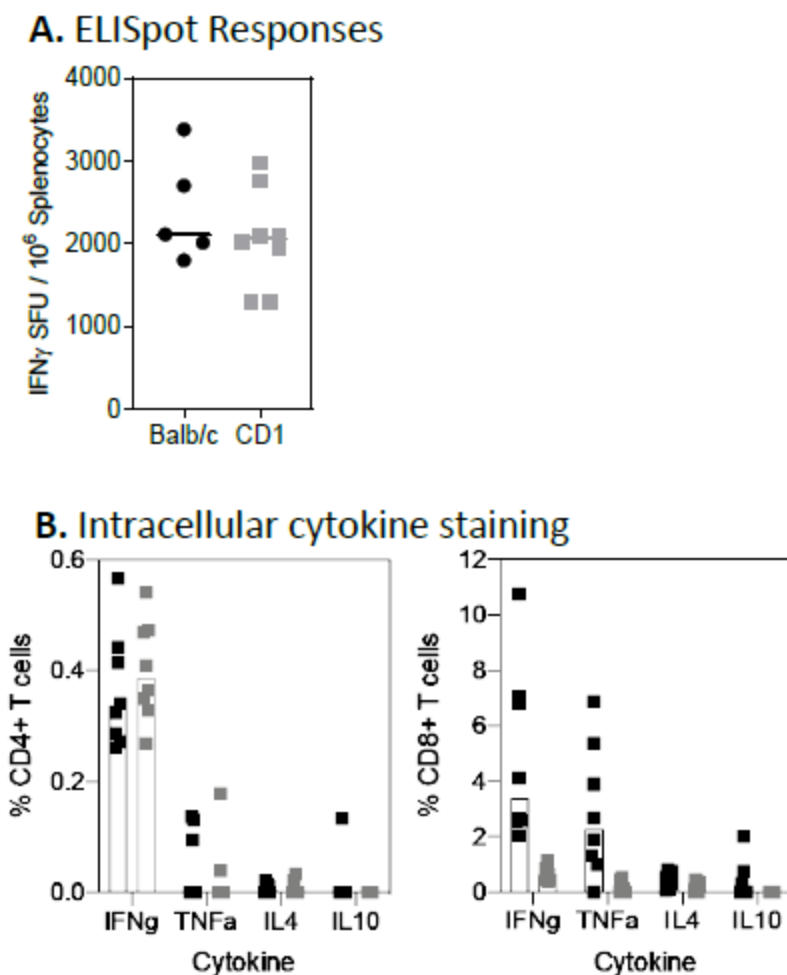 A. ELISpot Responses
IFNγ SFU / 10⁶ Splenocytes
4000
3000
2000
1000
0
Balb/c CD1
B. Intracellular cytokine staining
% CD4+ T cells
0.6
0.4
0.2
0.0
IFNg TNFa IL4 IL10
Cytokine
% CD8+ T cells
12
10
8
6
4
2
0
IFNg TNFa IL4 IL10
Cytokine